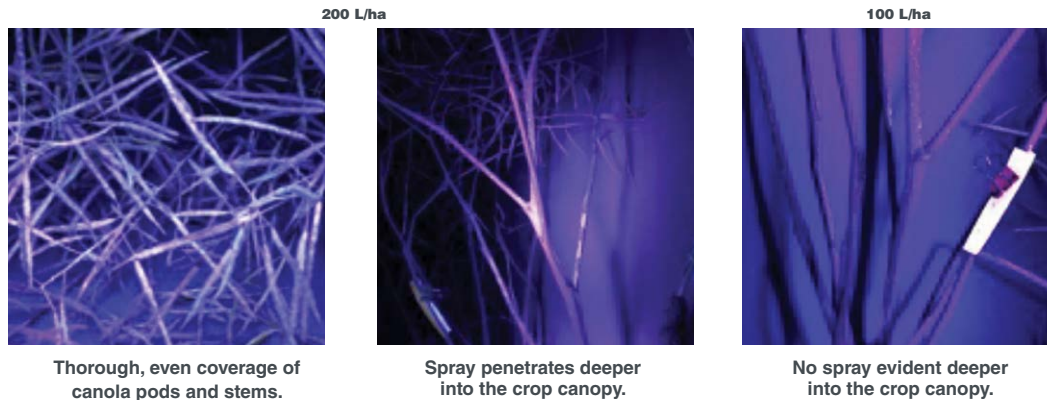 200 L/ha
100 L/ha
Thorough, even coverage of
canola pods and stems.
Spray penetrates deeper
into the crop canopy.
No spray evident deeper
into the crop canopy.